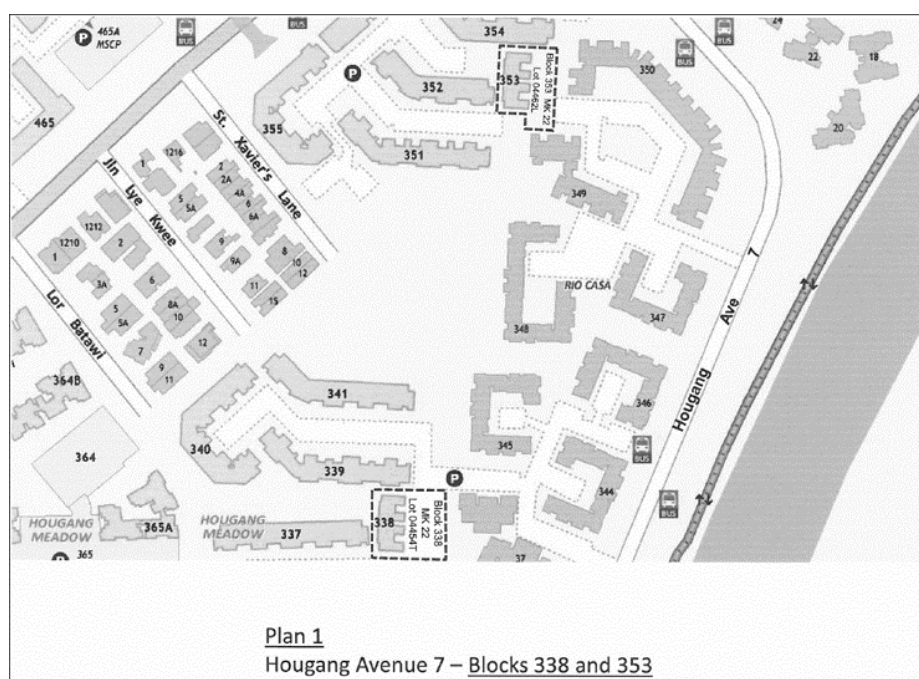 465A
MSCP
P
BUS
354
BUS
BUS
24
22
18
P
352
353
Block 353 MK 22
Lot 04462L
350
465
355
St. Xavier's Lane
351
20
1
1216
2
2A
4A
6
6A
Jln Lye Kwee
5
5A
349
1210
1
1212
2
9
9A
8
10
12
7
3A
6
11
15
RIO CASA
347
Lor Batawi
5
5A
8A
10
348
Hougang Ave
7
12
9
11
364B
341
346
340
345
BUS
364
339
P
344
BUS
HOUGANG
MEADOW
365A
HOUGANG
MEADOW
337
338
Block 338
MK 22
Lot 04454T
P
365
37
Plan 1
Hougang Avenue 7 – Blocks 338 and 353